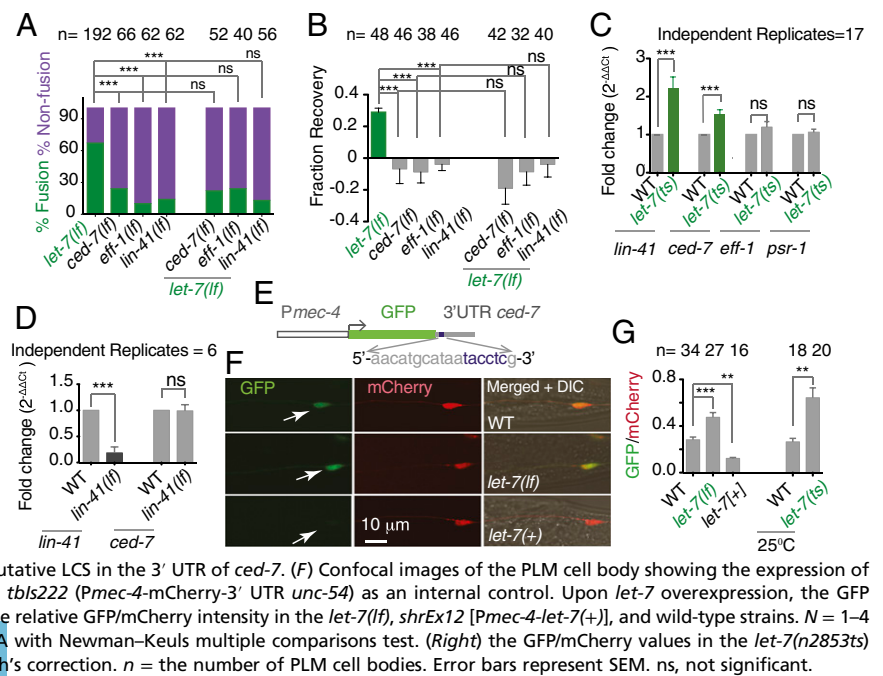 A
n= 192 66 62 62 52 40 56
*** ns
*** ns
*** ns
% Fusion % Non-fusion
90
60
30
0
let-7(lf)
ced-7(lf)
eff-1(lf)
lin-41(lf)
ced-7(lf)
eff-1(lf)
lin-41(lf)
let-7(lf)
B
n= 48 46 38 46 42 32 40
*** ns
*** ns
*** ns
Fraction Recovery
0.4
0.2
0
-0.2
-0.4
let-7(lf)
ced-7(lf)
eff-1(lf)
lin-41(lf)
ced-7(lf)
eff-1(lf)
lin-41(lf)
let-7(lf)
C
Independent Replicates=17
Fold change (2-ΔΔCt)
3
2
1
0
*** *** ns ns
WT let-7(ts) WT let-7(ts) WT let-7(ts) WT let-7(ts)
lin-41 ced-7 eff-1 psr-1
D
Independent Replicates = 6
Fold change (2-ΔΔCt )
1.5
1.0
0.5
0.0
*** ns
WT lin-41(lf) WT lin-41(lf)
lin-41 ced-7
E
Pmec-4 GFP 3'UTR ced-7
5'-aacatgcataatacctcg-3'
F
GFP mCherry Merged + DIC
WT
let-7(lf)
10 μm let-7(+)
G
n= 34 27 16 18 20
GFP/mCherry
0.8
0.4
0.0
** **
***
WT let-7(lf) let-7[+] WT let-7(ts)
25⁰C
utative LCS in the 3′ UTR of ced-7. (F) Confocal images of the PLM cell body showing the expression of
tbIs222 (Pmec-4-mCherry-3′ UTR unc-54) as an internal control. Upon let-7 overexpression, the GFP
e relative GFP/mCherry intensity in the let-7(lf), shrEx12 [Pmec-4-let-7(+)], and wild-type strains. N = 1–4
A with Newman–Keuls multiple comparisons test. (Right) the GFP/mCherry values in the let-7(n2853ts)
h's correction. n = the number of PLM cell bodies. Error bars represent SEM. ns, not significant.